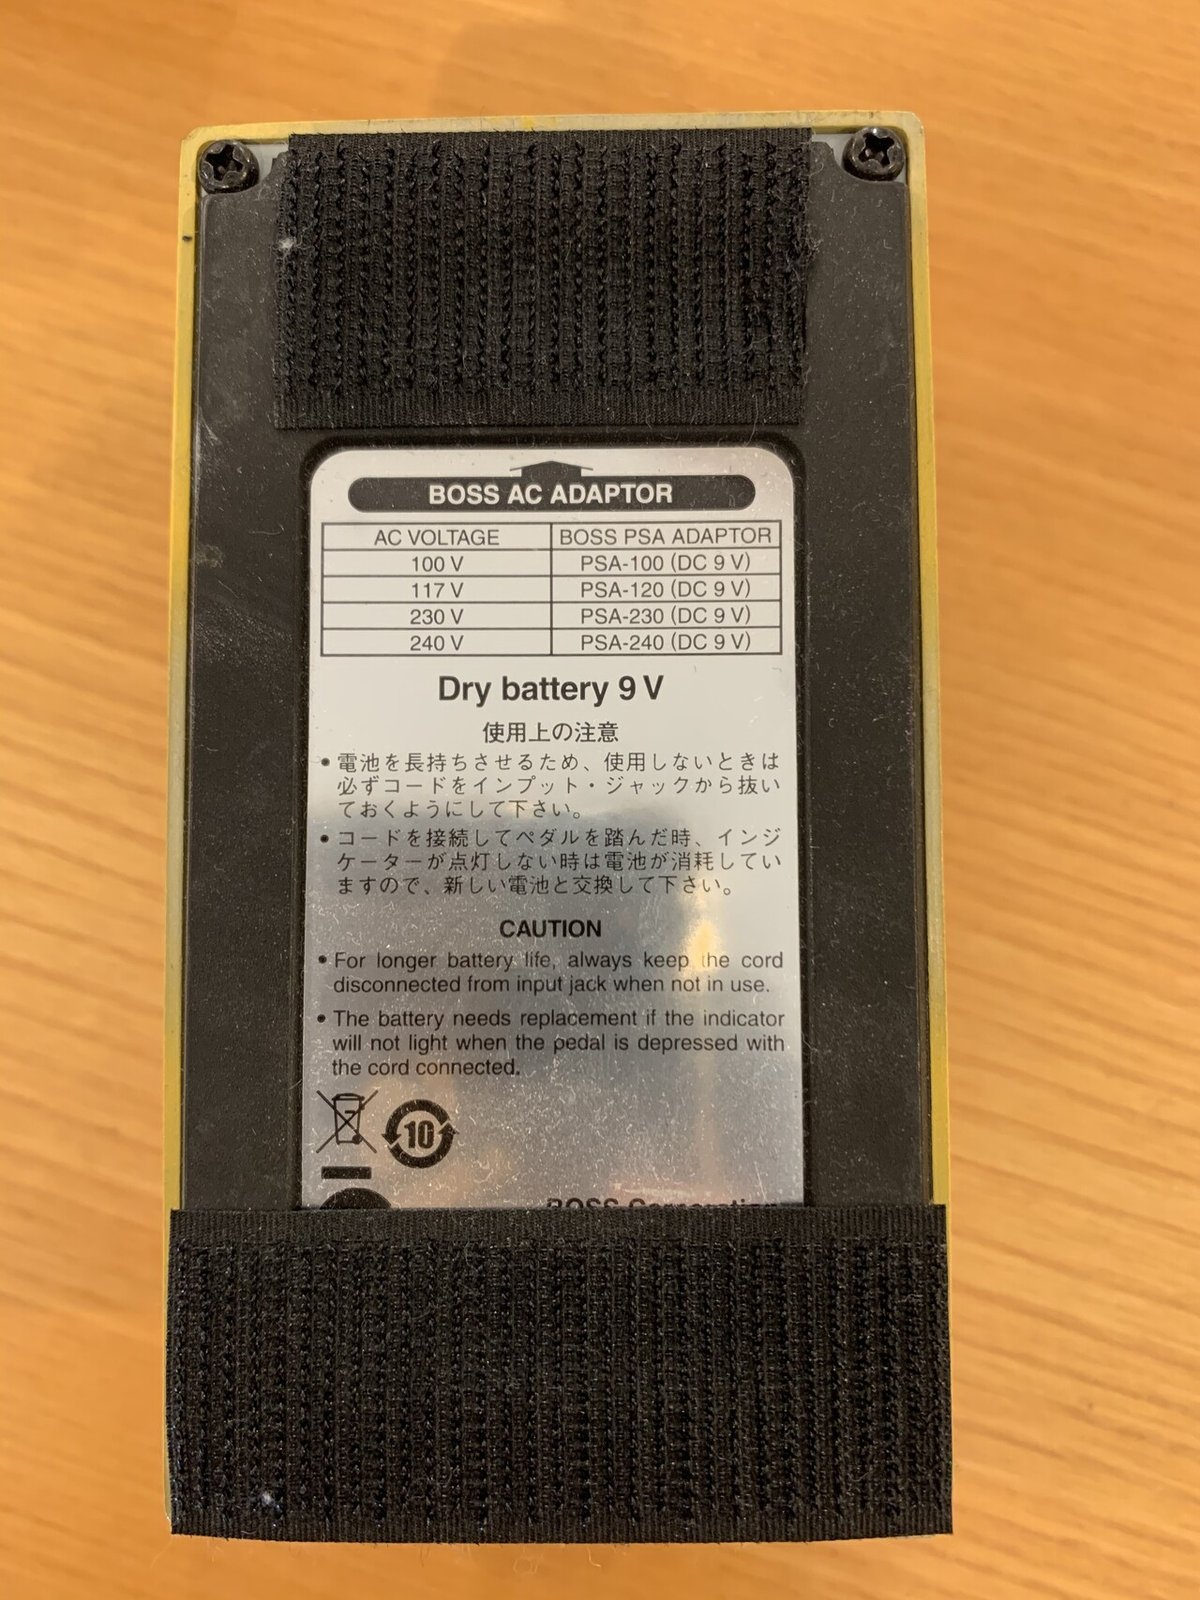 BOSS AC ADAPTOR
AC VOLTAGE BOSS PSA ADAPTOR
100 V PSA-100 (DC 9 V)
117 V PSA-120 (DC 9 V)
230 V PSA-230 (DC 9 V)
240 V PSA-240 (DC 9 V)
Dry battery 9 V
使用上の注意
• 電池を長持ちさせるため、使用しないときは
必ずコードをインプット・ジャックから抜い
ておくようにして下さい。
• コードを接続してペダルを踏んだ時、インジ
ケーターが点灯しない時は電池が消耗してい
ますので、新しい電池と交換して下さい。
CAUTION
• For longer battery life, always keep the cord
disconnected from input jack when not in use.
• The battery needs replacement if the indicator
will not light when the pedal is depressed with
the cord connected.
10
BOSS Corporation